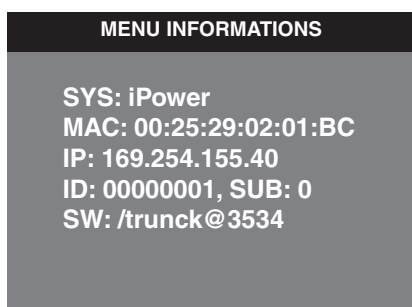 MENU INFORMATIONS
SYS: iPower
MAC: 00:25:29:02:01:BC
IP: 169.254.155.40
ID: 00000001, SUB: 0
SW: /trunck@3534